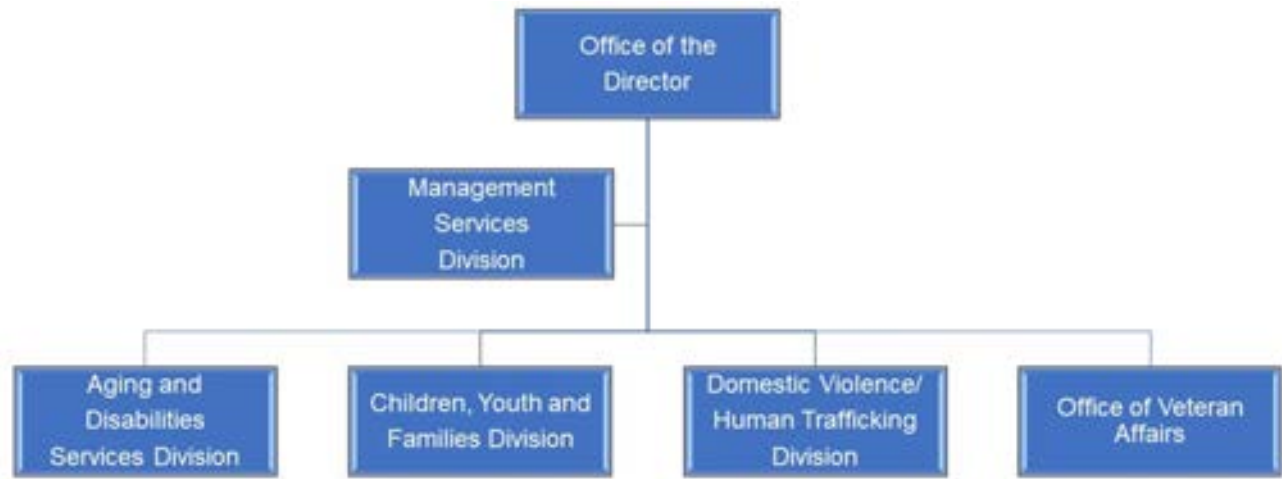 Office of the
Director
Management
Services
Division
Aging and
Disabilities
Services Division
Children, Youth and
Families Division
Domestic Violence/
Human Trafficking
Division
Office of Veteran
Affairs